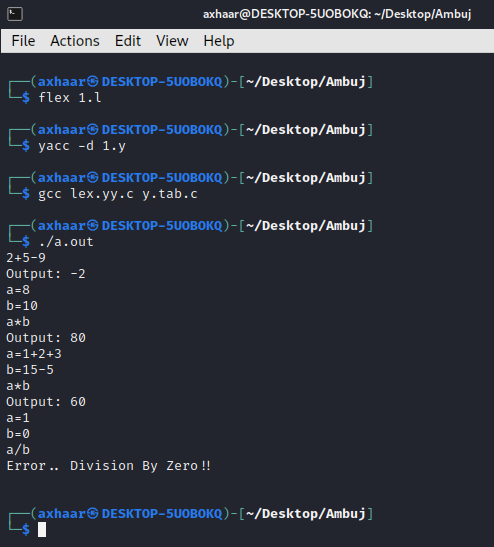 axhaar@DESKTOP-5UOBOKQ: ~/Desktop/Ambuj
File Actions Edit View Help
┌──(axhaar㉿DESKTOP-5UOBOKQ)-[~/Desktop/Ambuj]
└─$ flex 1.l
┌──(axhaar㉿DESKTOP-5UOBOKQ)-[~/Desktop/Ambuj]
└─$ yacc -d 1.y
┌──(axhaar㉿DESKTOP-5UOBOKQ)-[~/Desktop/Ambuj]
└─$ gcc lex.yy.c y.tab.c
┌──(axhaar㉿DESKTOP-5UOBOKQ)-[~/Desktop/Ambuj]
└─$ ./a.out
2+5-9
Output: -2
a=8
b=10
a*b
Output: 80
a=1+2+3
b=15-5
a*b
Output: 60
a=1
b=0
a/b
Error.. Division By Zero!!
┌──(axhaar㉿DESKTOP-5UOBOKQ)-[~/Desktop/Ambuj]
└─$